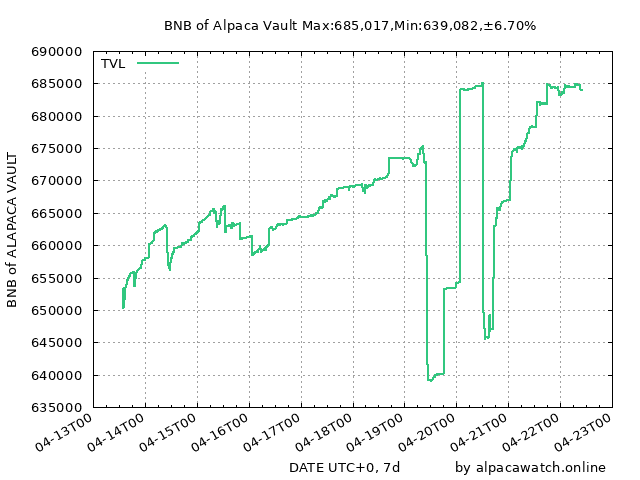 BNB of Alpaca Vault Max:685,017,Min:639,082,±6.70%
690000
685000
680000
675000
670000
665000
660000
655000
650000
645000
640000
635000
TVL
BNB of ALAPACA VAULT
04-13T00
04-14T00
04-15T00
04-16T00
04-17T00
04-18T00
04-19T00
04-20T00
04-21T00
04-22T00
04-23T00
DATE UTC+0, 7d
by alpacawatch.online